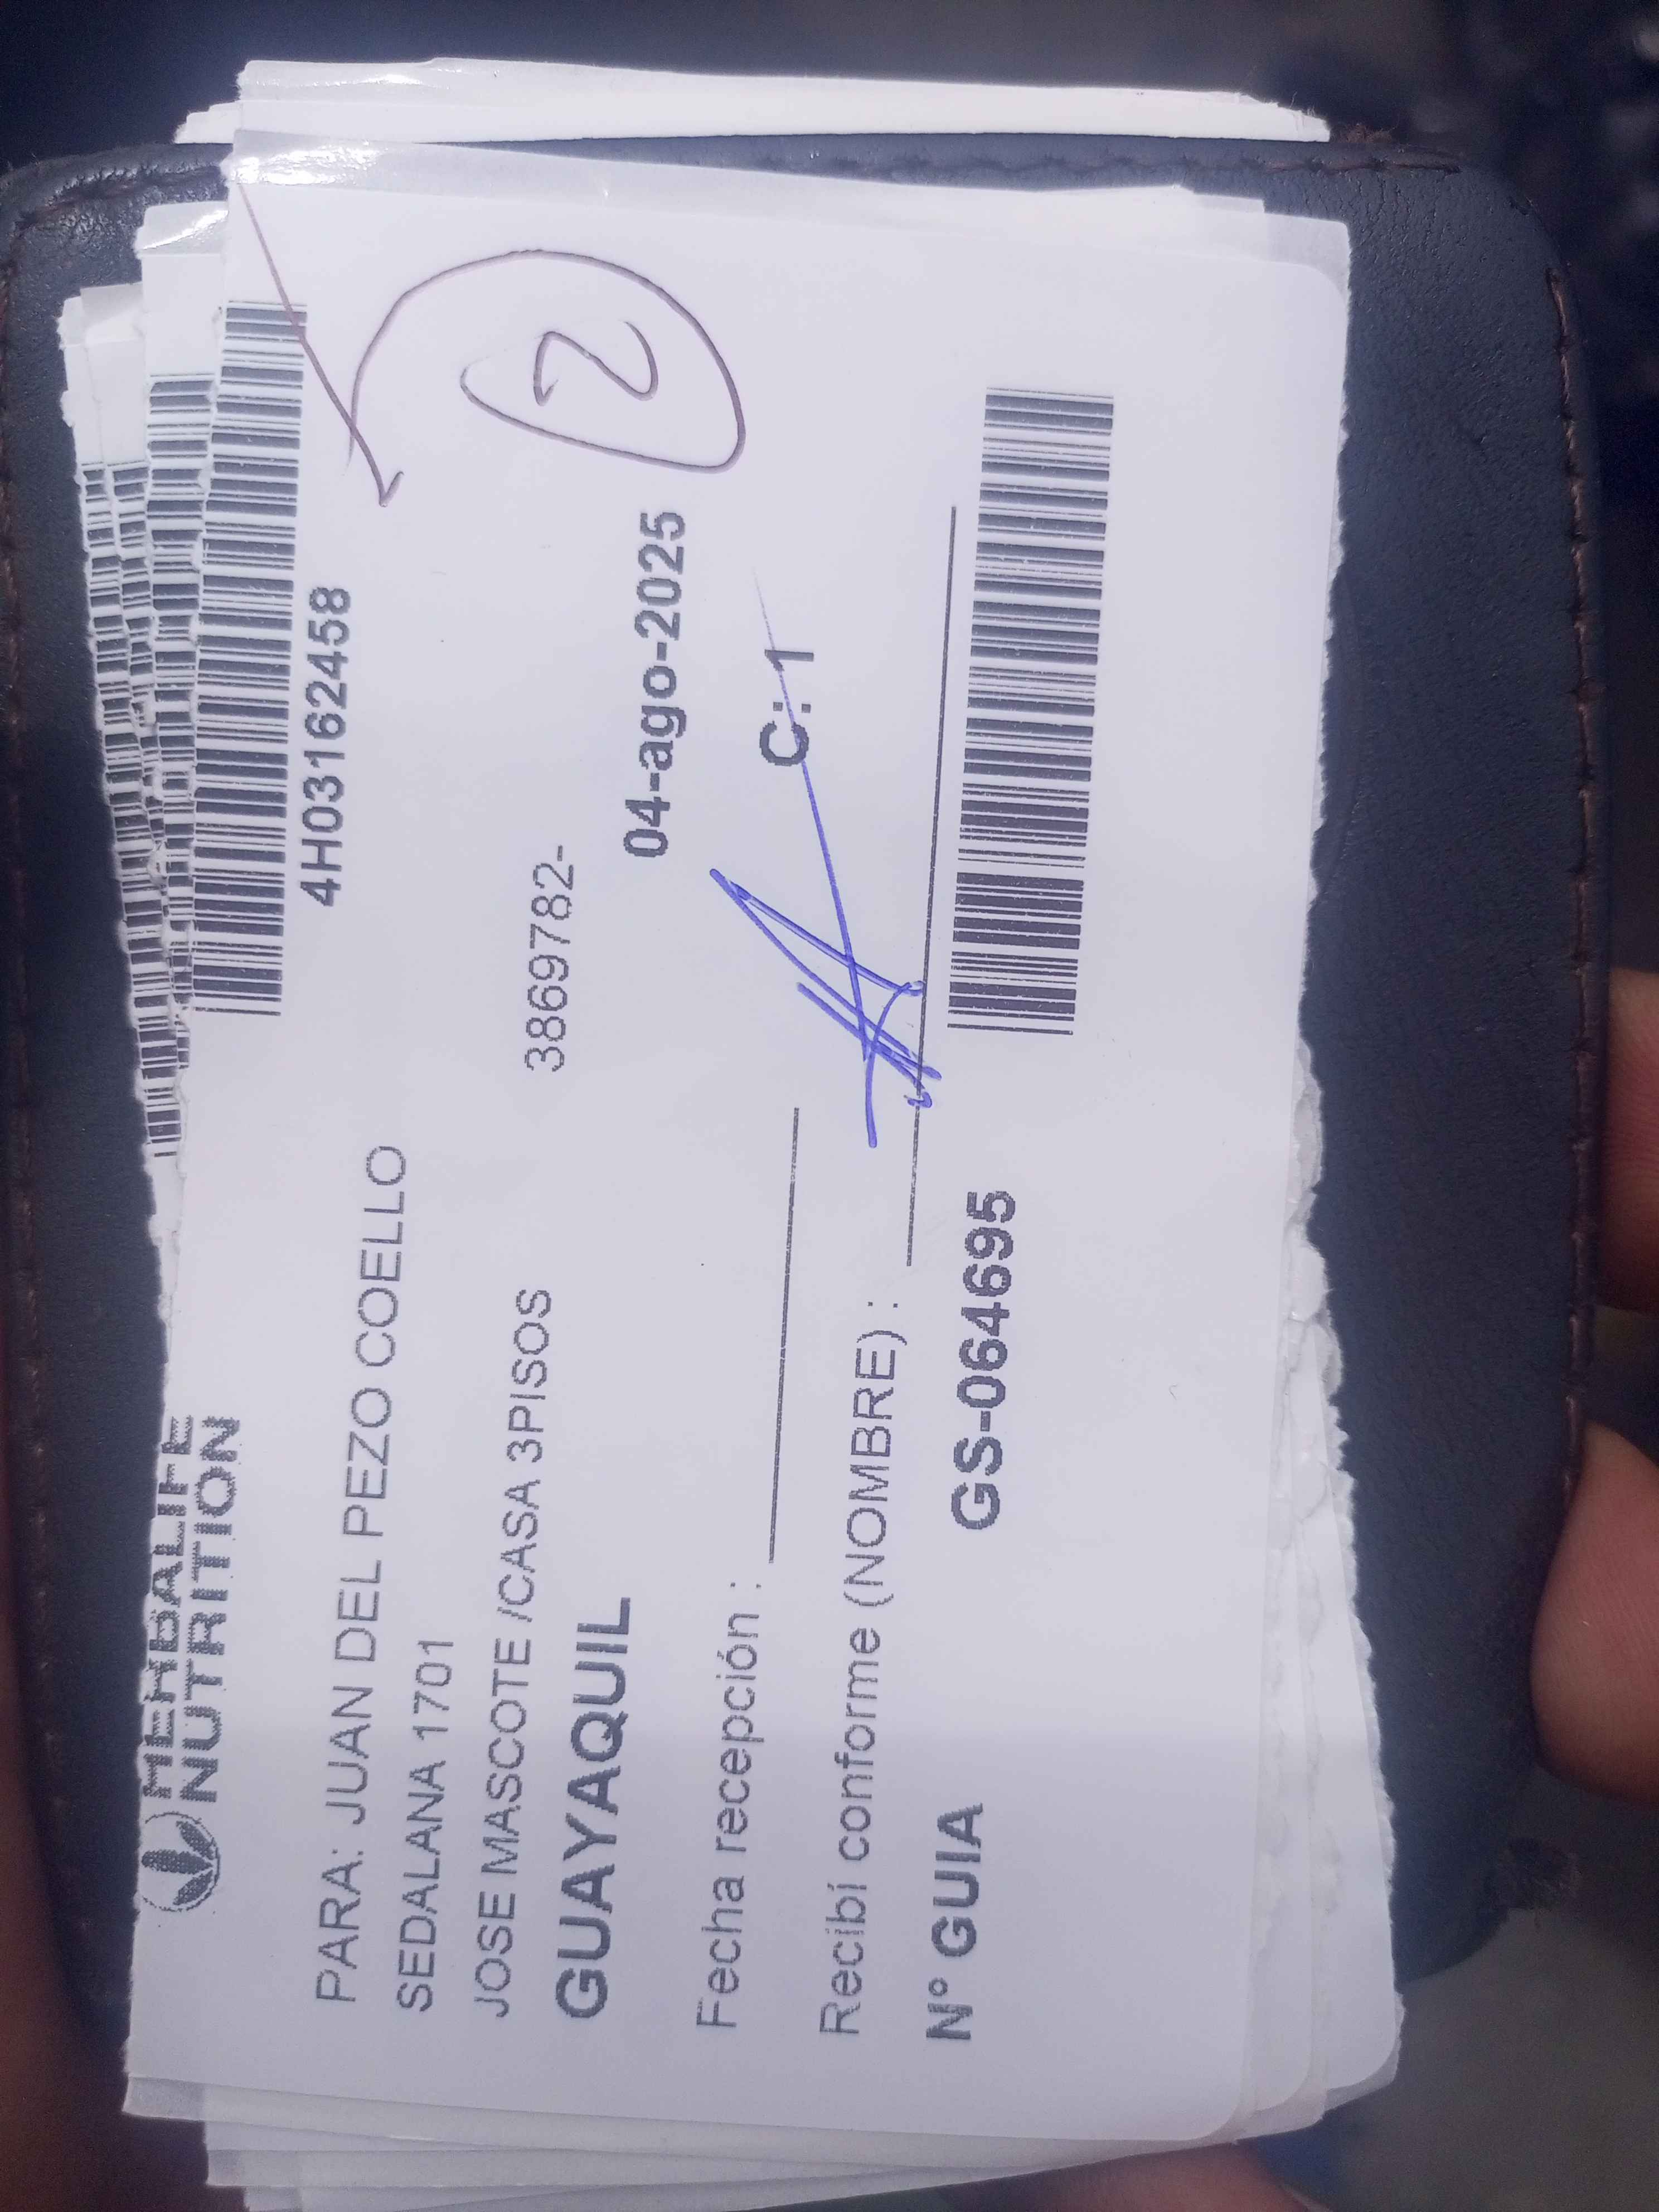 HERBALIFE
NUTRITION
4H03162458
PARA: JUAN DEL PEZO COELLO
SEDALANA 1701
JOSE MASCOTE /CASA 3PISOS
3869782-
GUAYAQUIL
04-ago-2025
2
Fecha recepción :
C: 1
Recibí conforme (NOMBRE) :
N° GUIA GS-064695